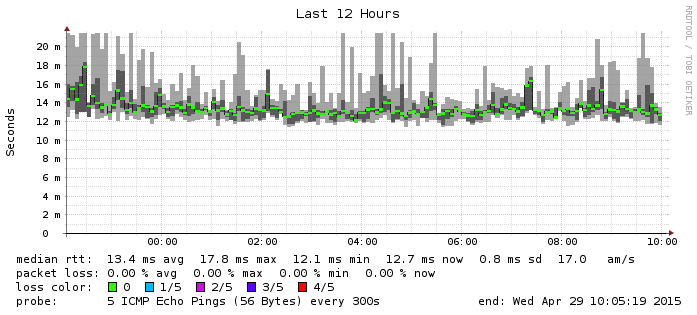 Last 12 Hours
RRDTOOL / TOBI OETIKER
Seconds
20 m
18 m
16 m
14 m
12 m
10 m
8 m
6 m
4 m
2 m
0
00:00 02:00 04:00 06:00 08:00 10:00
median rtt: 13.4 ms avg 17.8 ms max 12.1 ms min 12.7 ms now 0.8 ms sd 17.0 am/s
packet loss: 0.00 % avg 0.00 % max 0.00 % min 0.00 % now
loss color: 0 1/5 2/5 3/5 4/5
probe: 5 ICMP Echo Pings (56 Bytes) every 300s end: Wed Apr 29 10:05:19 2015